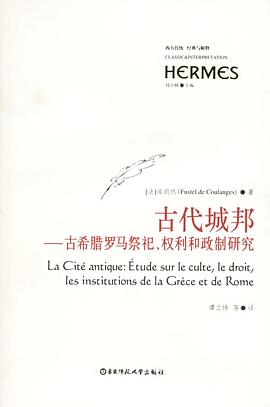 西方传统 经典与解释
CLASSICI&INTERPRETATION
HERMES
刘小枫●主编
[法]库朗热(Fustel de Coulanges) ● 著
古代城邦
——古希腊罗马祭祀、权利和政制研究
La Cité antique: Étude sur le culte, le droit,
les institutions de la Grèce et de Rome
谭立铸 等 ● 译
华东师范大学出版社